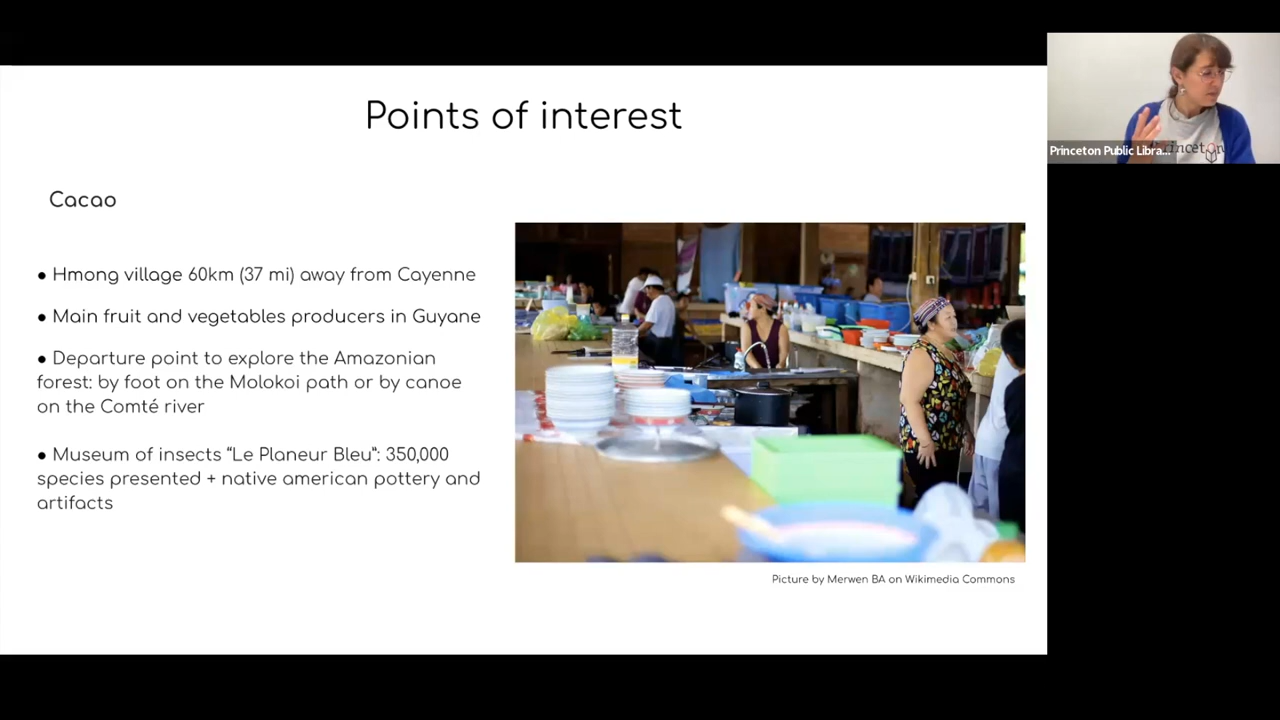 Points of interest
Cacao
● Hmong village 60km (37 mi) away from Cayenne
● Main fruit and vegetables producers in Guyane
● Departure point to explore the Amazonian
forest: by foot on the Molokoi path or by canoe
on the Comté river
● Museum of insects “Le Planeur Bleu”: 350,000
species presented + native american pottery and
artifacts
Picture by Merwen BA on Wikimedia Commons
Princeton Public Libra...